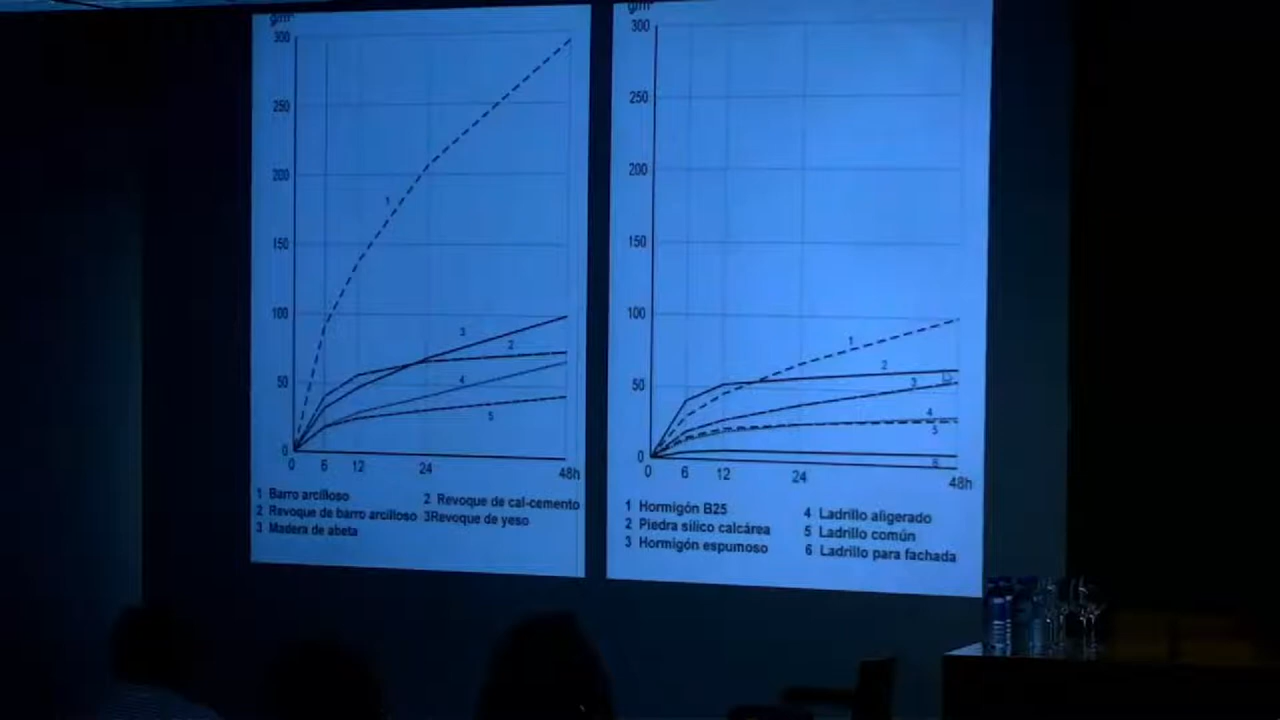 g/m²
300
250
200
150
100
50
0
0 6 12 24 48h
1
2
3
4
5
1 Barro arcilloso
2 Revoque de barro arcilloso
3 Madera de abeta
2 Revoque de cal-cemento
3Revoque de yeso
g/m²
300
250
200
150
100
50
0
0 6 12 24 48h
1
2
3
4
5
6
1 Hormigón B25
2 Piedra sílico calcárea
3 Hormigón espumoso
4 Ladrillo aligerado
5 Ladrillo común
6 Ladrillo para fachada